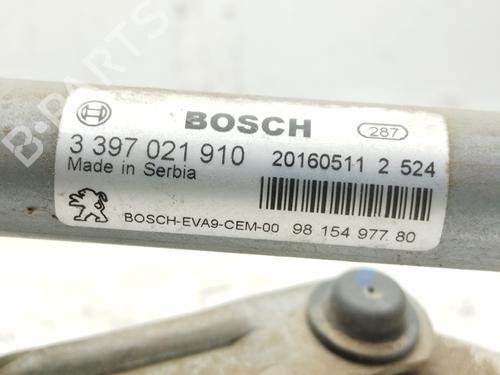 B-PARTS
BOSCH
287
3 397 021 910
20160511 2 524
Made in Serbia
BOSCH-EVA9-CEM-00
98 154 977 80